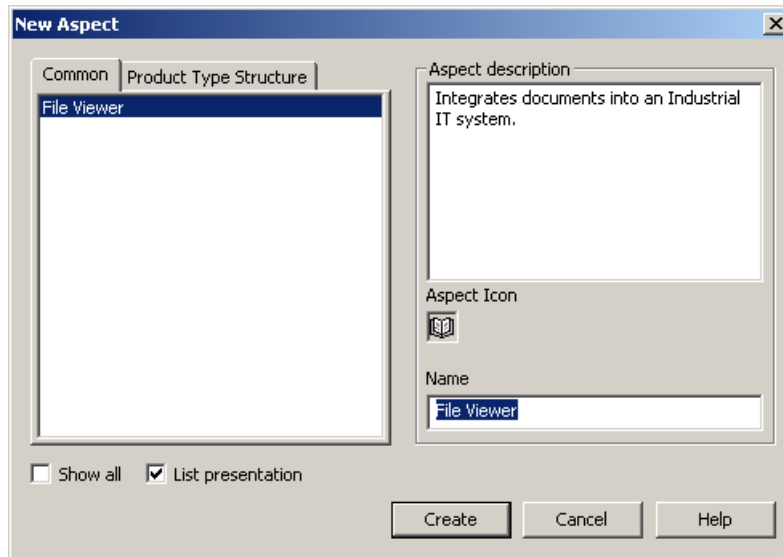 New Aspect
Common
Product Type Structure
File Viewer
Aspect description
Integrates documents into an Industrial
IT system.
Aspect Icon
Name
File Viewer
Show all
List presentation
Create
Cancel
Help